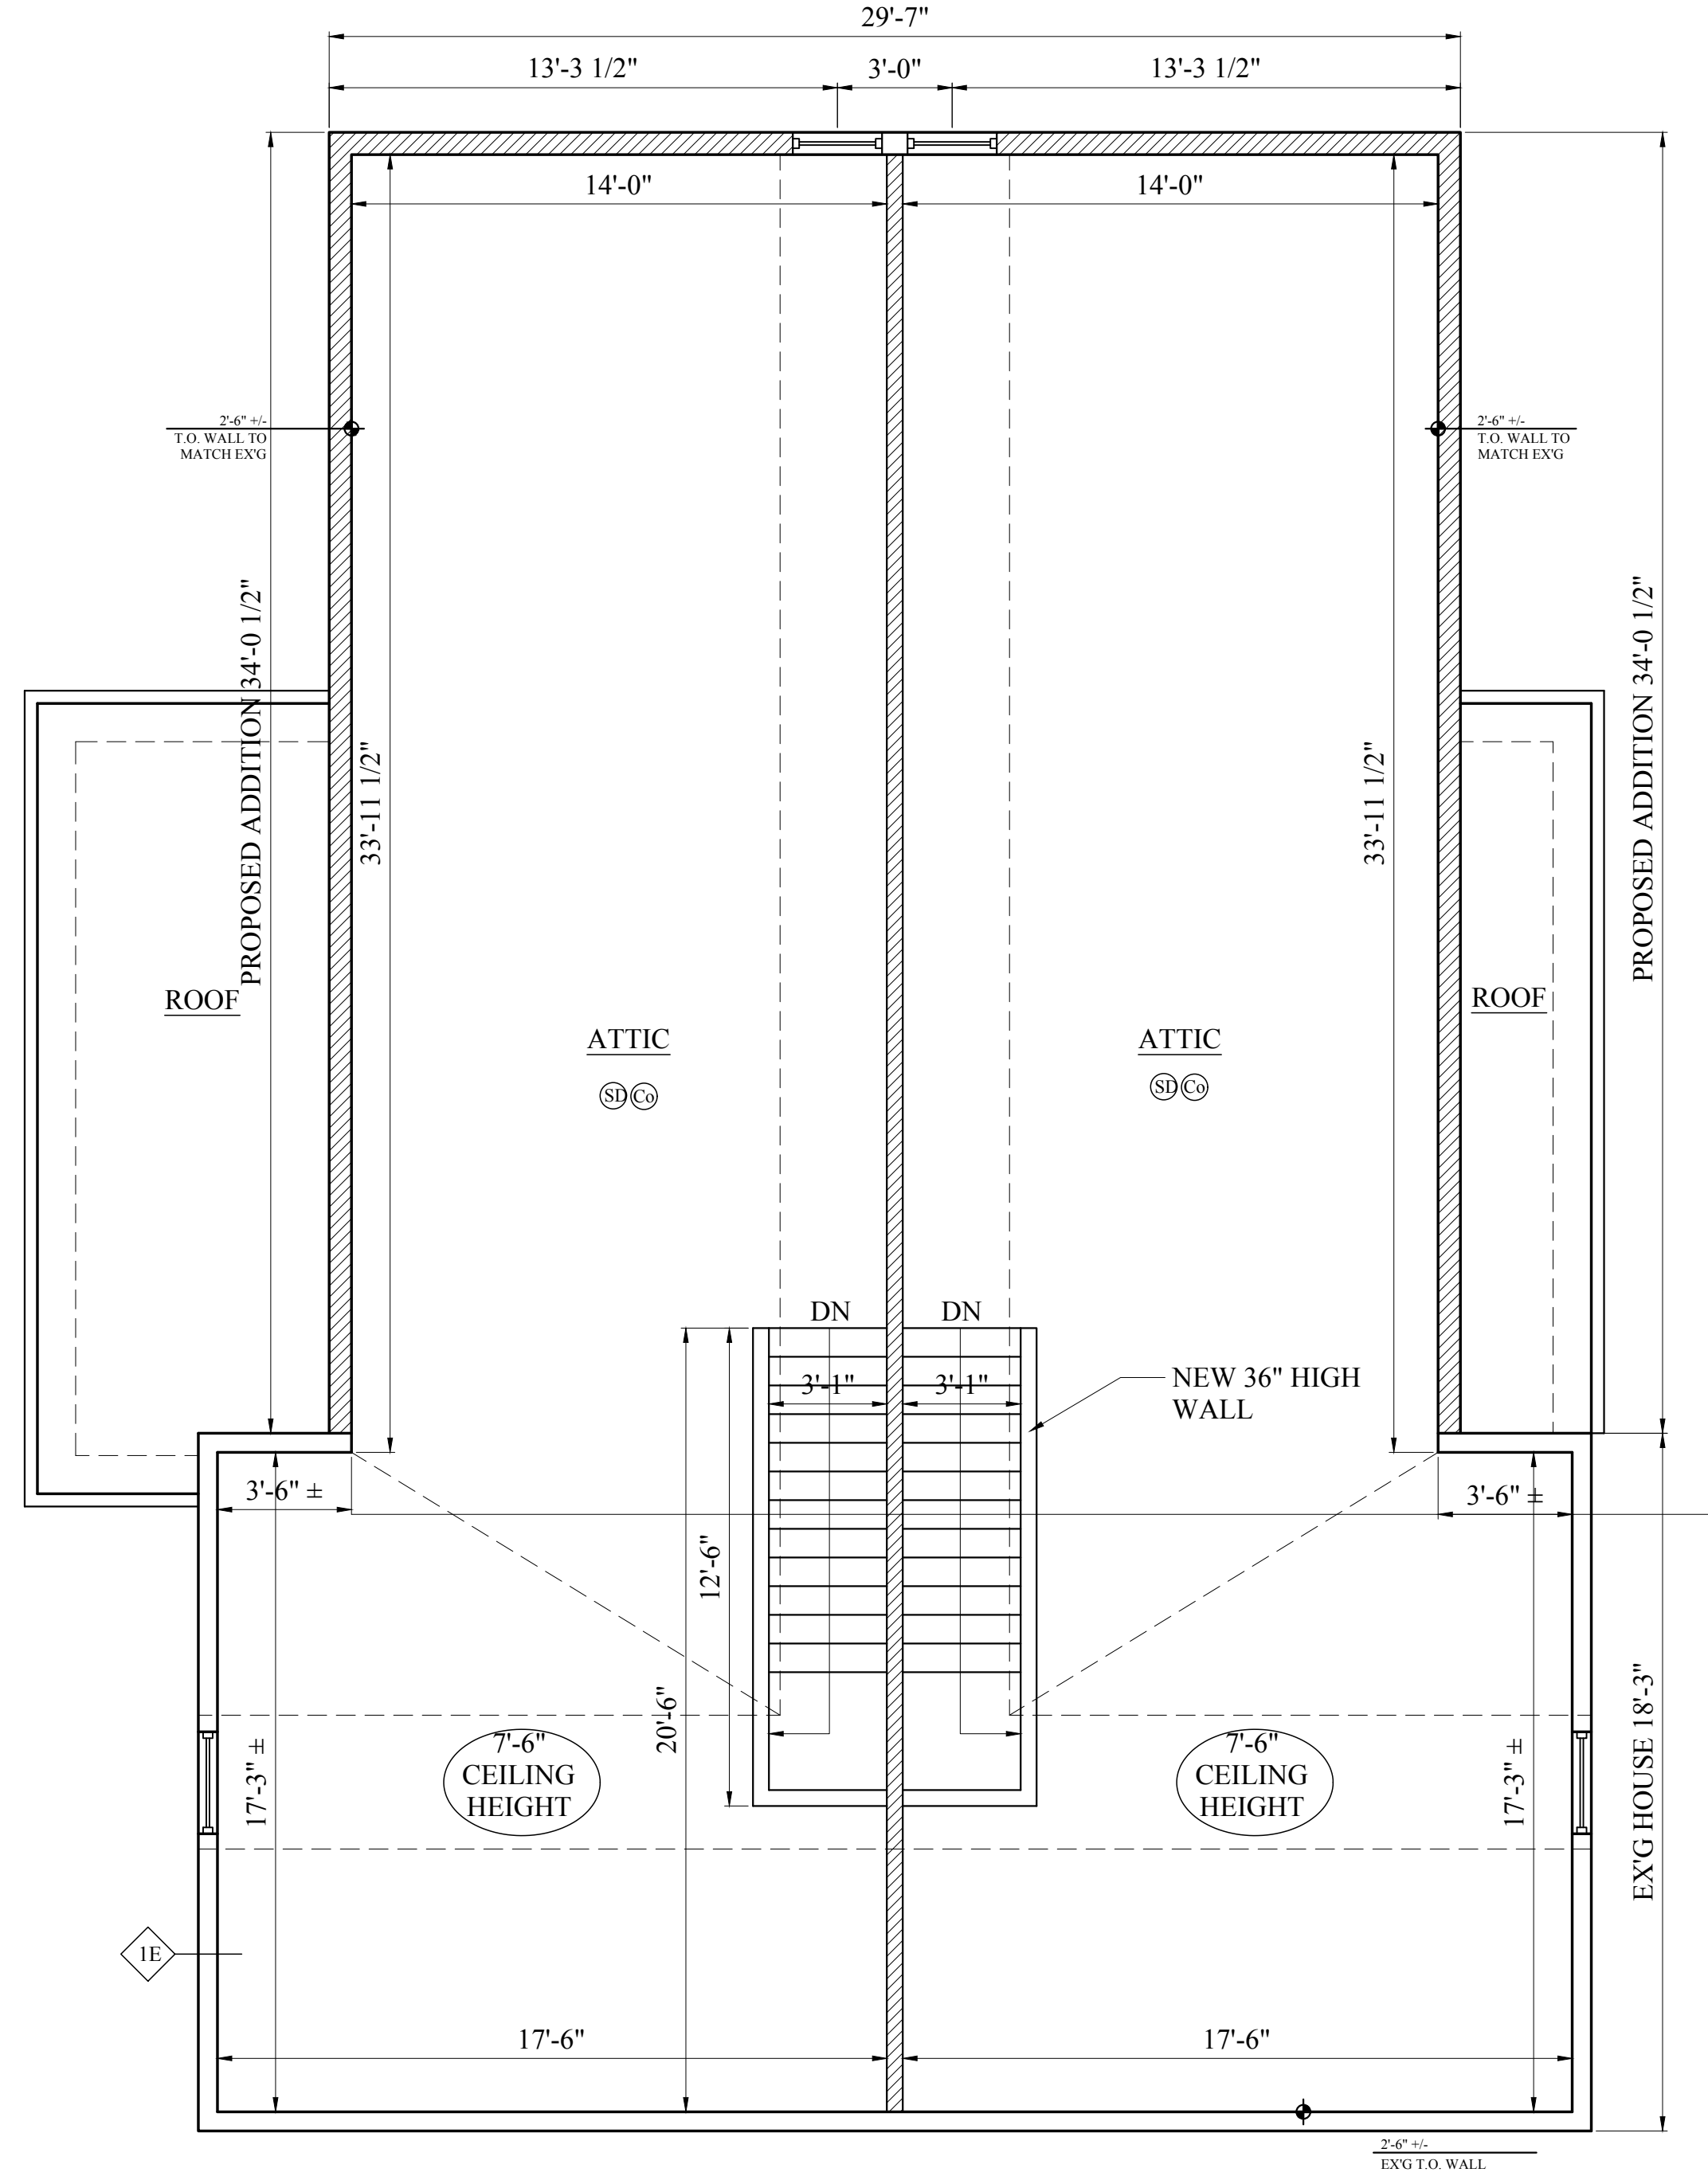 29'-7"
13'-3 1/2"
3'-0"
13'-3 1/2"
14'-0"
14'-0"
2'-6" +/-
T.O. WALL TO
MATCH EX'G
2'-6" +/-
T.O. WALL TO
MATCH EX'G
PROPOSED ADDITION 34'-0 1/2"
33'-11 1/2"
33'-11 1/2"
PROPOSED ADDITION 34'-0 1/2"
ROOF
ROOF
ATTIC
ATTIC
SD Co
SD Co
DN
DN
3'-1"
3'-1"
NEW 36" HIGH
WALL
3'-6" ±
3'-6" ±
12'-6"
20'-6"
17'-3" ±
7'-6"
CEILING
HEIGHT
7'-6"
CEILING
HEIGHT
17'-3" ±
EX'G HOUSE 18'-3"
1E
17'-6"
17'-6"
2'-6" +/-
EX'G T.O. WALL